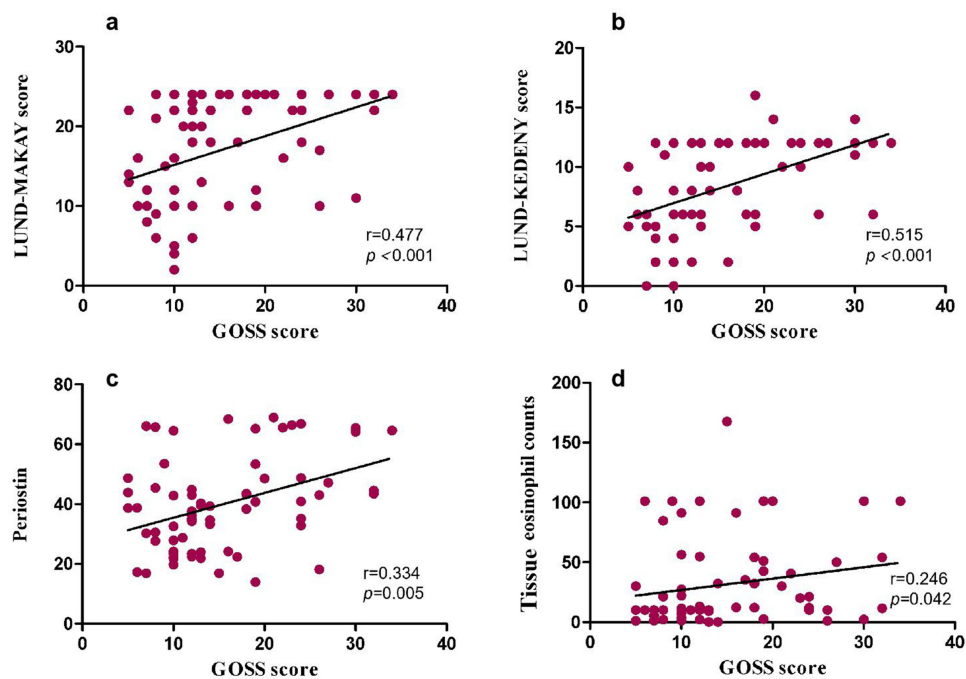 a
LUND-MAKAY score
30
20
10
0
r=0.477
p <0.001
0 10 20 30 40
GOSS score
b
LUND-KEDENY score
20
15
10
5
0
r=0.515
p <0.001
0 10 20 30 40
GOSS score
c
Periostin
80
60
40
20
0
r=0.334
p=0.005
0 10 20 30 40
GOSS score
d
Tissue eosinophil counts
200
150
100
50
0
r=0.246
p=0.042
0 10 20 30 40
GOSS score